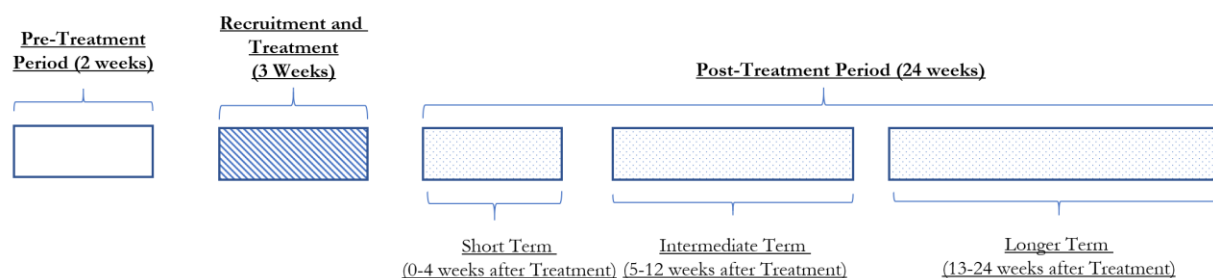 Pre-Treatment
Period (2 weeks)
Recruitment and
Treatment
(3 Weeks)
Post-Treatment Period (24 weeks)
Short Term
(0-4 weeks after Treatment)
Intermediate Term
(5-12 weeks after Treatment)
Longer Term
(13-24 weeks after Treatment)